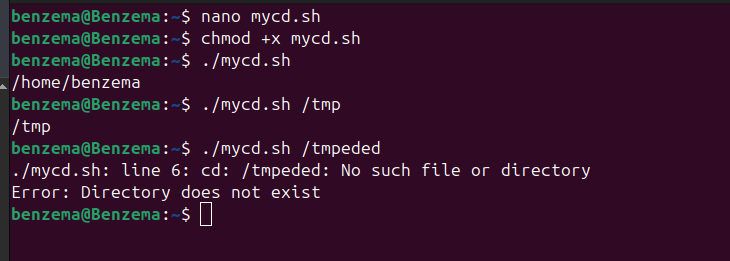 benzema@Benzema:~$ nano mycd.sh
benzema@Benzema:~$ chmod +x mycd.sh
benzema@Benzema:~$ ./mycd.sh
/home/benzema
benzema@Benzema:~$ ./mycd.sh /tmp
/tmp
benzema@Benzema:~$ ./mycd.sh /tmpeded
./mycd.sh: line 6: cd: /tmpeded: No such file or directory
Error: Directory does not exist
benzema@Benzema:~$